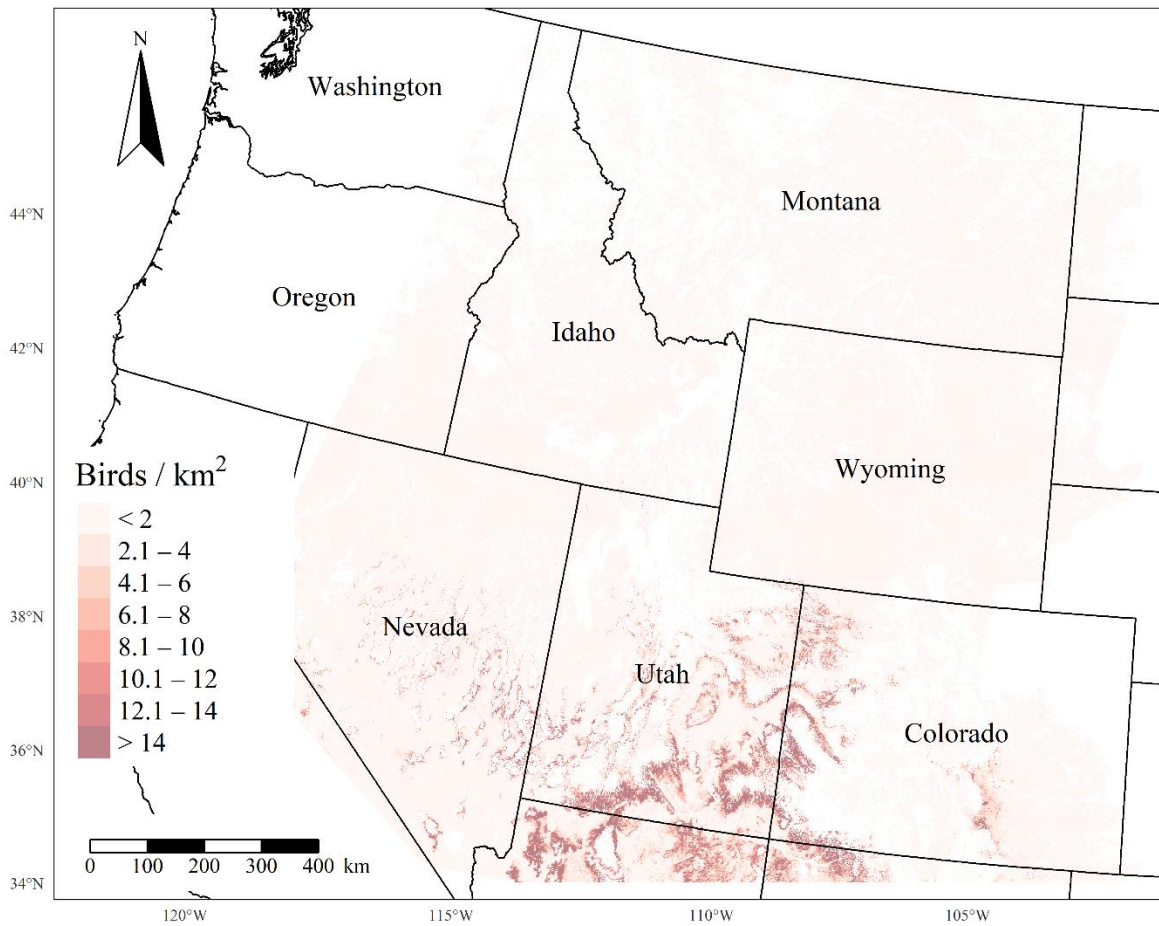 N
Washington
Montana
44°N
Oregon
Idaho
42°N
Birds / km²
Wyoming
40°N
< 2
2.1 – 4
4.1 – 6
38°N
6.1 – 8
Nevada
8.1 – 10
Utah
10.1 – 12
12.1 – 14
Colorado
36°N
> 14
0 100 200 300 400 km
34°N
120°W 115°W 110°W 105°W